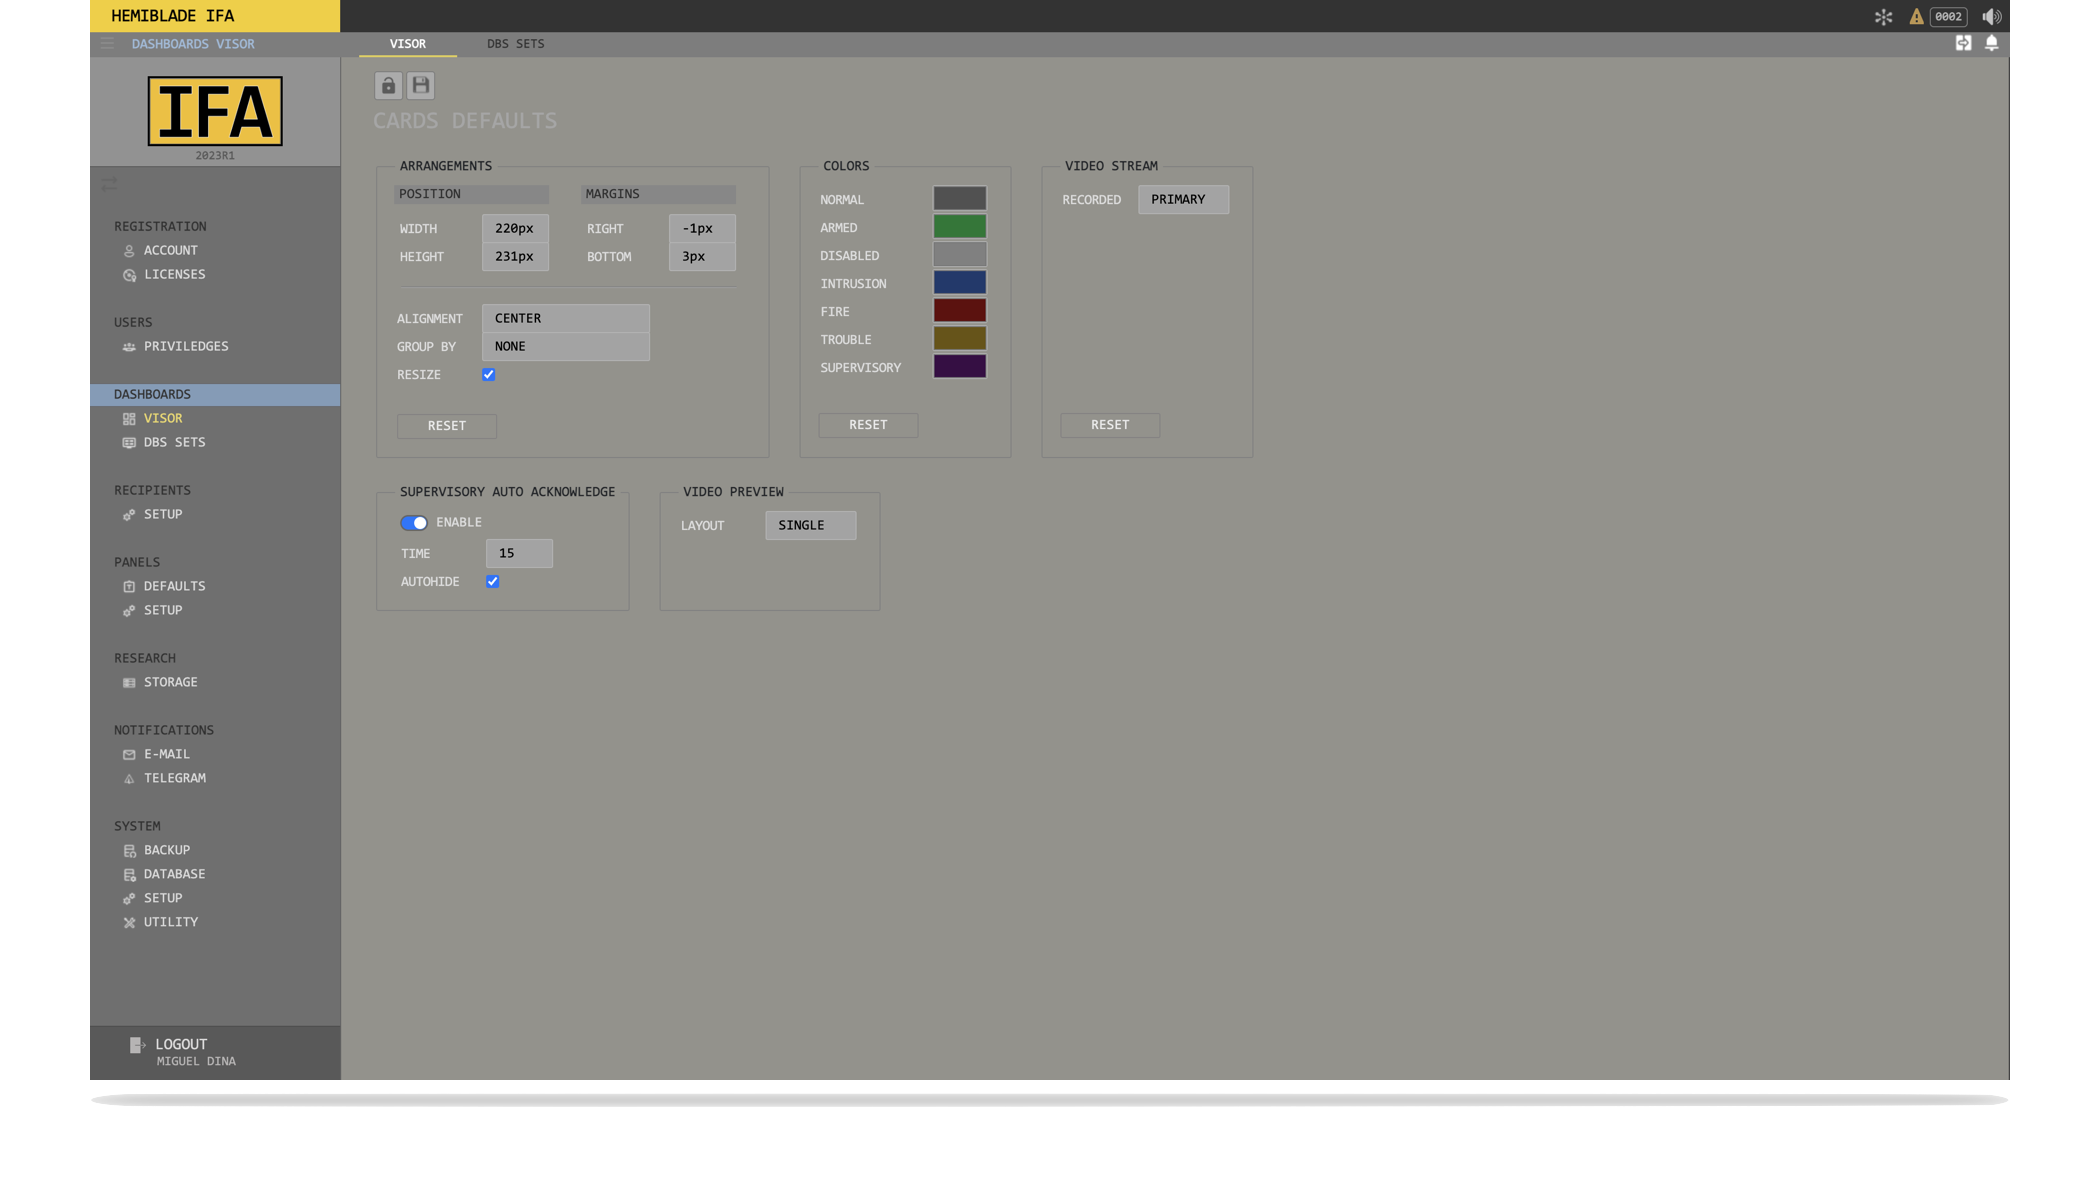 HEMIBLADE IFA
0002
DASHBOARDS VISOR
VISOR
DBS SETS
IFA
2023R1
REGISTRATION
ACCOUNT
LICENSES
USERS
PRIVILEDGES
DASHBOARDS
VISOR
DBS SETS
RECIPIENTS
SETUP
PANELS
DEFAULTS
SETUP
RESEARCH
STORAGE
NOTIFICATIONS
E-MAIL
TELEGRAM
SYSTEM
BACKUP
DATABASE
SETUP
UTILITY
LOGOUT
MIGUEL DINA
CARDS DEFAULTS
ARRANGEMENTS
POSITION
MARGINS
WIDTH 220px
RIGHT -1px
HEIGHT 231px
BOTTOM 3px
ALIGNMENT CENTER
GROUP BY NONE
RESIZE
RESET
COLORS
NORMAL
ARMED
DISABLED
INTRUSION
FIRE
TROUBLE
SUPERVISORY
RESET
VIDEO STREAM
RECORDED PRIMARY
RESET
SUPERVISORY AUTO ACKNOWLEDGE
ENABLE
TIME 15
AUTOHIDE
VIDEO PREVIEW
LAYOUT SINGLE